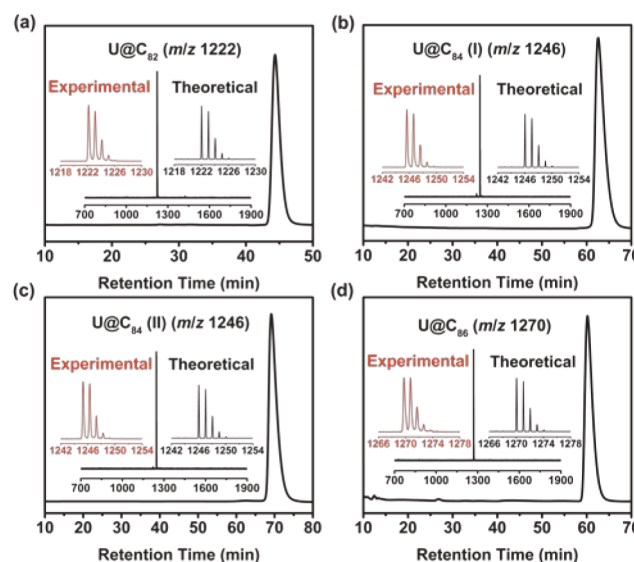 (a)
U@C82 (m/z 1222)
Experimental
Theoretical
1218 1222 1226 1230
1218 1222 1226 1230
700 1000 1300 1600 1900
10 20 30 40 50
Retention Time (min)
(b)
U@C84 (I) (m/z 1246)
Experimental
Theoretical
1242 1246 1250 1254
1242 1246 1250 1254
700 1000 1300 1600 1900
10 20 30 40 50 60 70
Retention Time (min)
(c)
U@C84 (II) (m/z 1246)
Experimental
Theoretical
1242 1246 1250 1254
1242 1246 1250 1254
700 1000 1300 1600 1900
10 20 30 40 50 60 70 80
Retention Time (min)
(d)
U@C86 (m/z 1270)
Experimental
Theoretical
1266 1270 1274 1278
1266 1270 1274 1278
700 1000 1300 1600 1900
10 20 30 40 50 60 70
Retention Time (min)